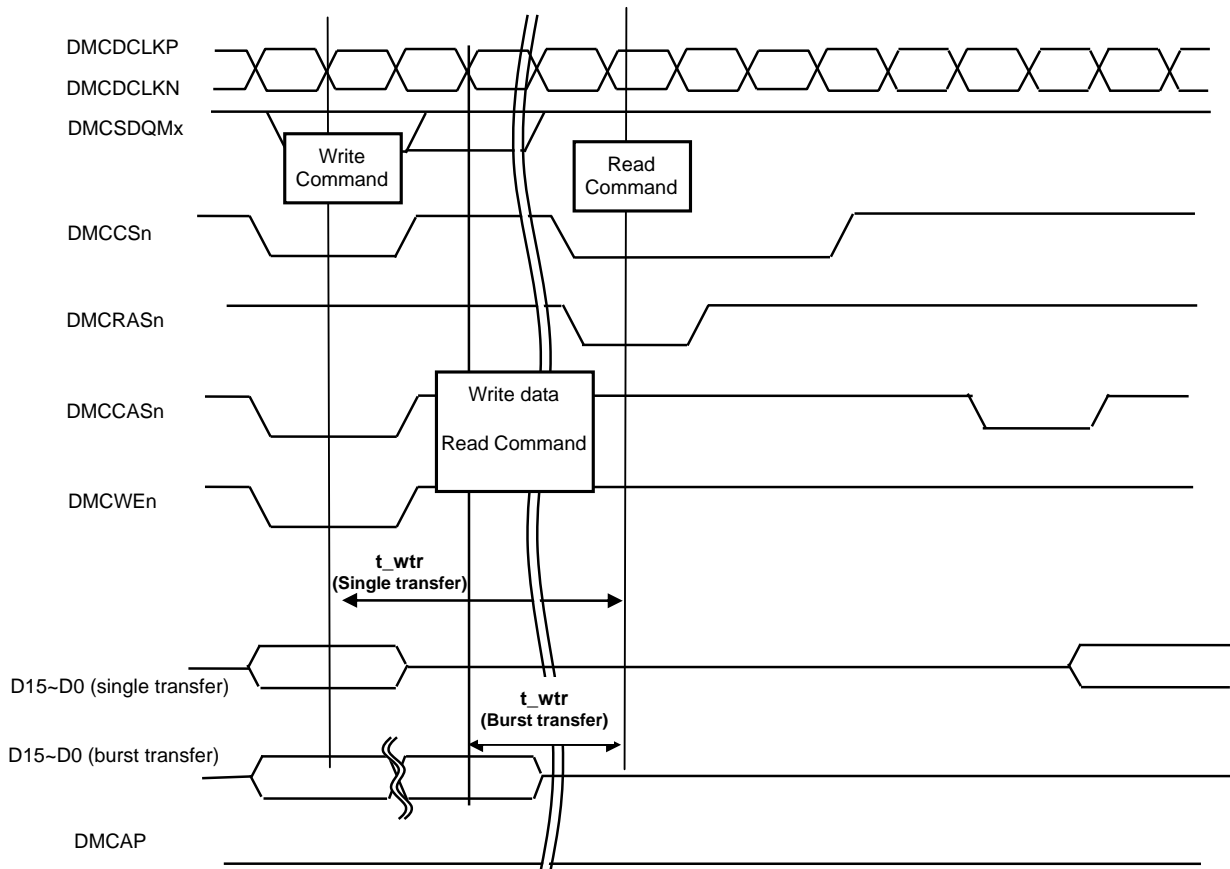 DMCDCLKP
DMCDCLKN
DMCSDQMx
Write
Command
Read
Command
DMCCSn
DMCRASn
Write data
DMCCASn
Read Command
DMCWEn
t_wtr
(Single transfer)
D15~D0 (single transfer)
t_wtr
(Burst transfer)
D15~D0 (burst transfer)
DMCAP